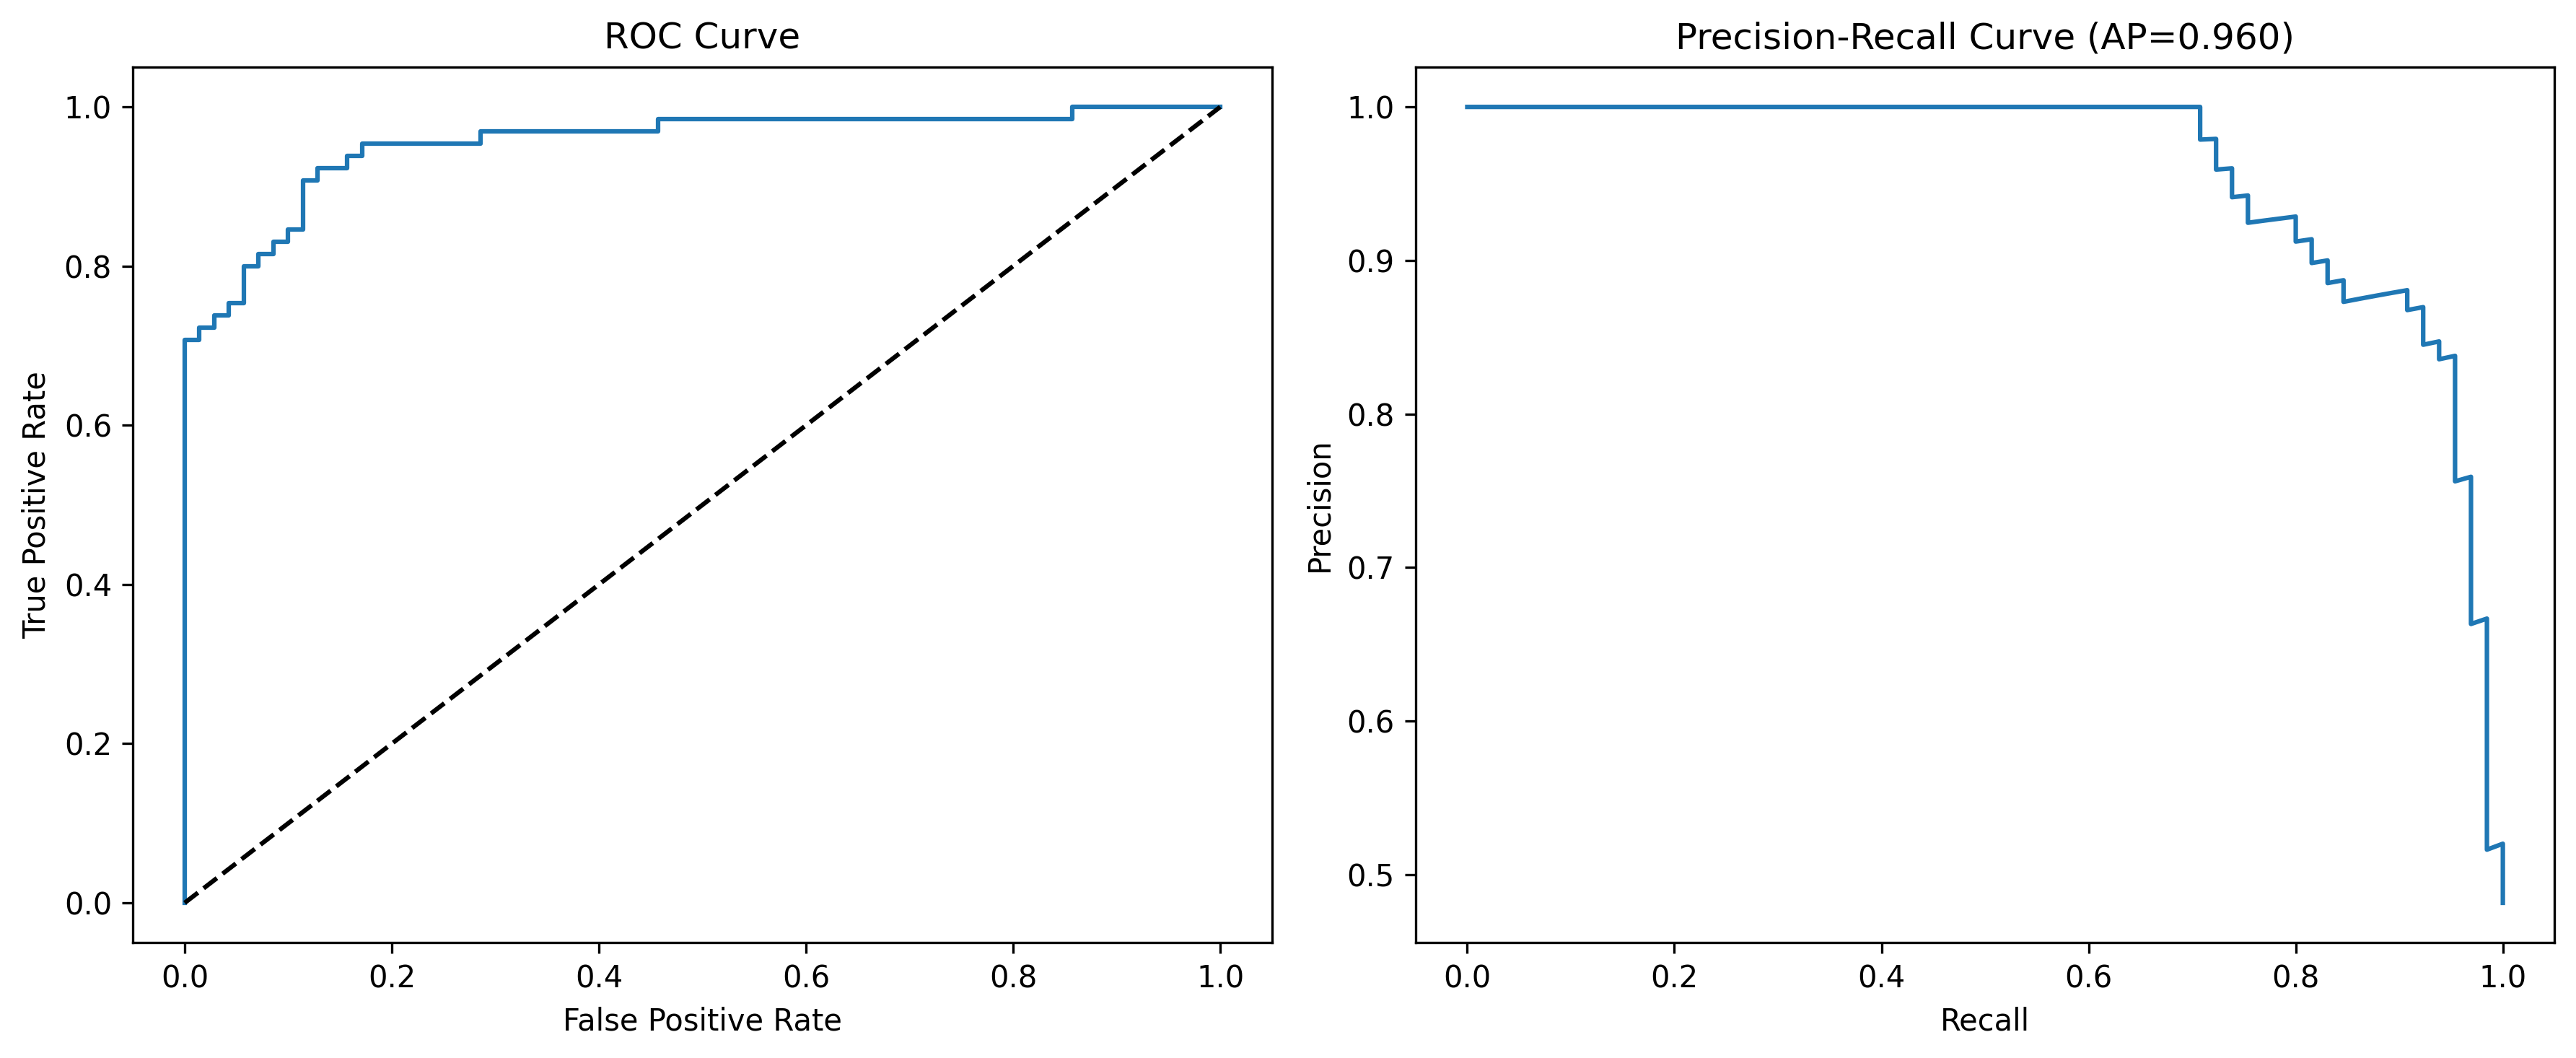 ROC Curve
1.0
0.8
0.6
0.4
0.2
0.0
True Positive Rate
0.0 0.2 0.4 0.6 0.8 1.0
False Positive Rate
Precision-Recall Curve (AP=0.960)
1.0
0.9
0.8
0.7
0.6
0.5
Precision
0.0 0.2 0.4 0.6 0.8 1.0
Recall